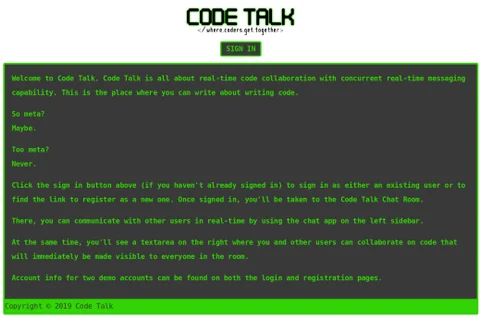 CODE TALK
</where.coders.get.together>
SIGN IN
Welcome to Code Talk. Code Talk is all about real-time code collaboration with concurrent real-time messaging
capability. This is the place where you can write about writing code.
So meta?
Maybe.
Too meta?
Never.
Click the sign in button above (if you haven't already signed in) to sign in as either an existing user or to
find the link to register as a new one. Once signed in, you'll be taken to the Code Talk Chat Room.
There, you can communicate with other users in real-time by using the chat app on the left sidebar.
At the same time, you'll see a textarea on the right where you and other users can collaborate on code that
will immediately be made visible to everyone in the room.
Account info for two demo accounts can be found on both the login and registration pages.
Copyright © 2019 Code Talk